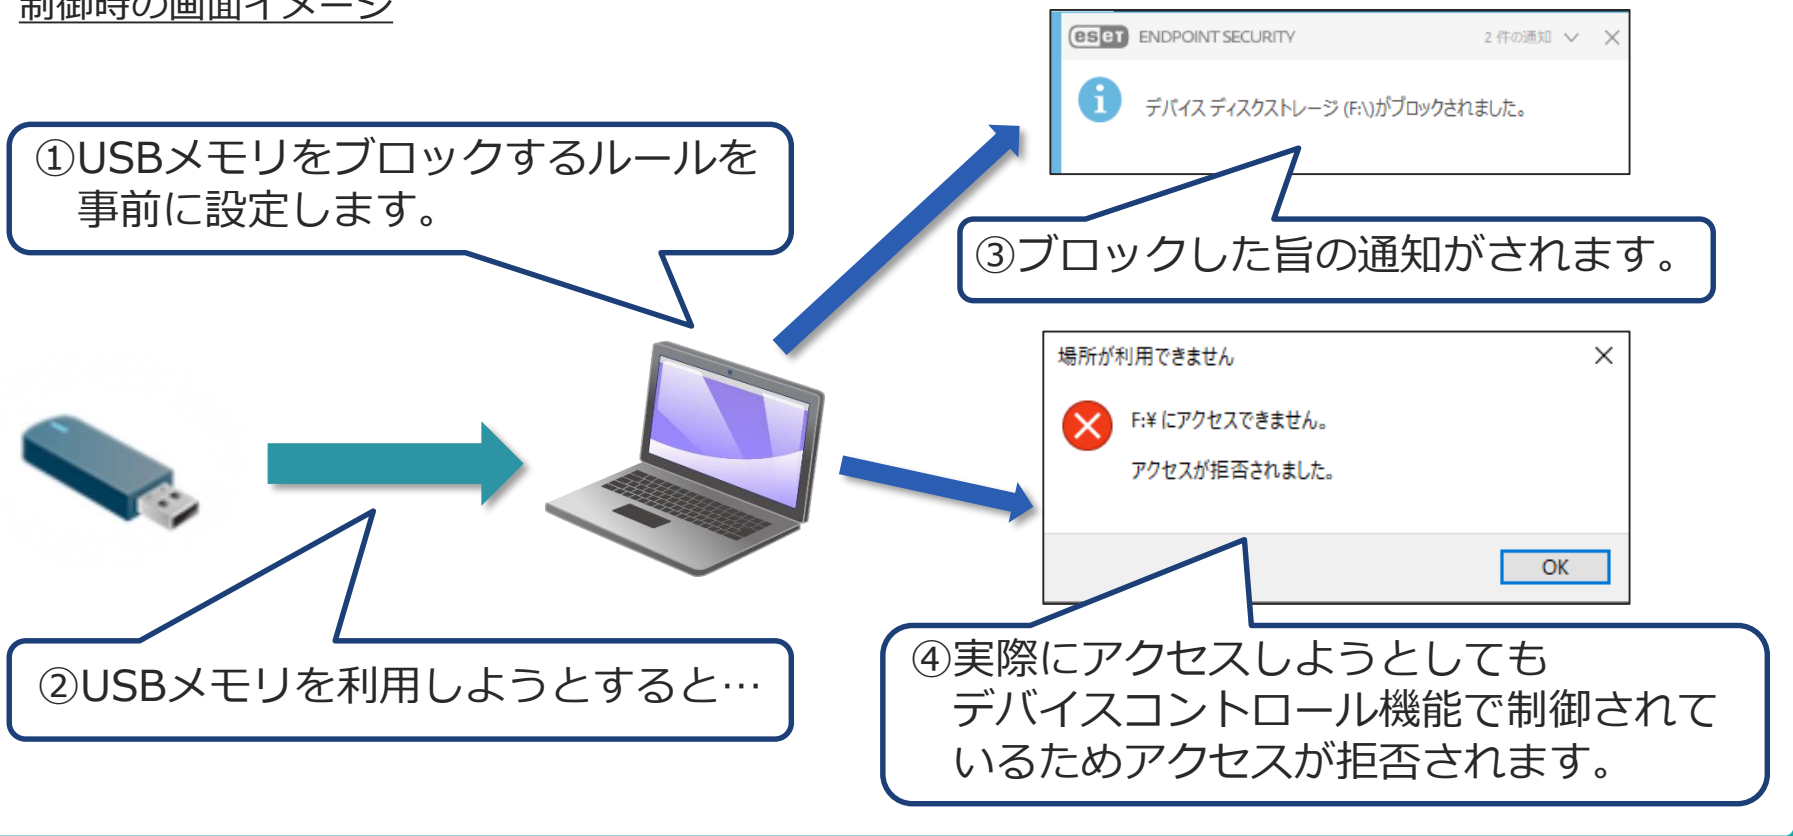 制御時の画面イメージ
①USBメモリをブロックするルールを
事前に設定します。
②USBメモリを利用しようとすると…
eset ENDPOINT SECURITY 2 件の通知
デバイス ディスクストレージ (F:\)がブロックされました。
③ブロックした旨の通知がされます。
場所が利用できません
F:¥ にアクセスできません。
アクセスが拒否されました。
OK
④実際にアクセスしようとしても
デバイスコントロール機能で制御されて
いるためアクセスが拒否されます。